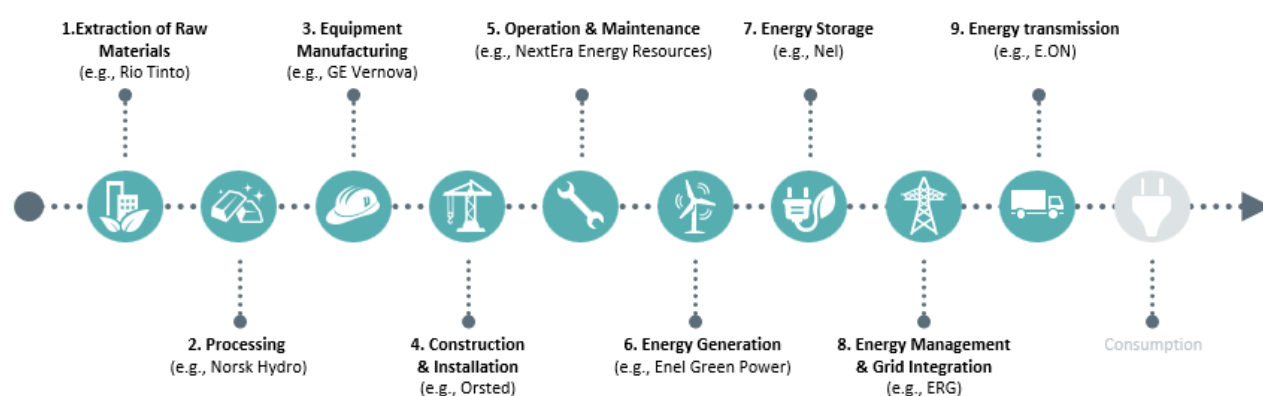 1.Extraction of Raw
Materials
(e.g., Rio Tinto)
2. Processing
(e.g., Norsk Hydro)
3. Equipment
Manufacturing
(e.g., GE Vernova)
4. Construction
& Installation
(e.g., Orsted)
5. Operation & Maintenance
(e.g., NextEra Energy Resources)
6. Energy Generation
(e.g., Enel Green Power)
7. Energy Storage
(e.g., Nel)
8. Energy Management
& Grid Integration
(e.g., ERG)
9. Energy transmission
(e.g., E.ON)
Consumption